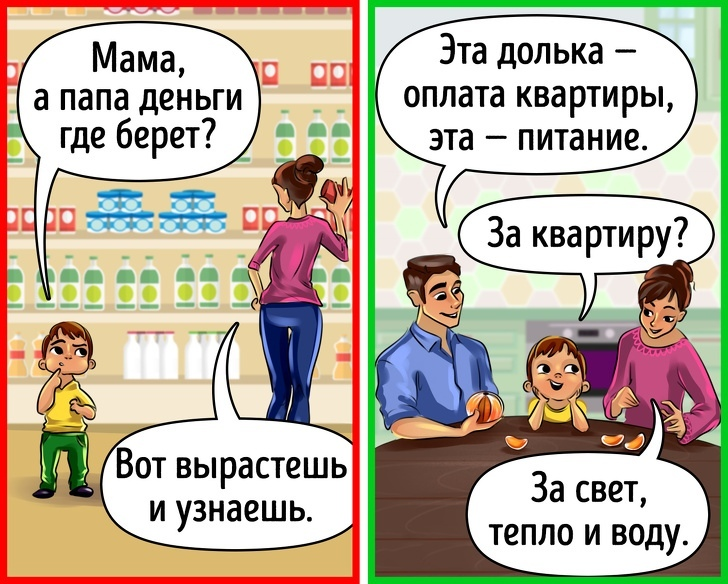 Мама,
а папа деньги
где берет?
Вот вырастешь
и узнаешь.
Эта долька –
оплата квартиры,
эта – питание.
За квартиру?
За свет,
тепло и воду.